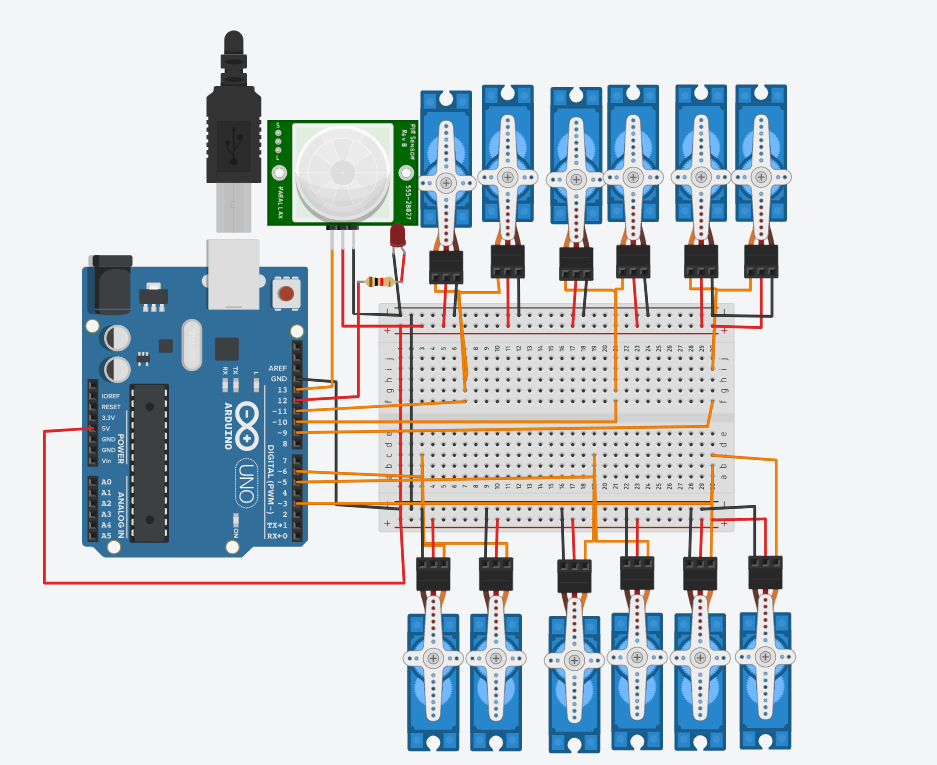 PIR SENSOR
Rev B
555-28027
PARALLAX
RX
TX
L
AREF
GND
13
12
~11
~10
~9
8
7
~6
~5
4
~3
2
TX→1
RX←0
DIGITAL (PWM~)
ARDUINO
UNO
ON
IOREF
RESET
3.3V
5V
GND
GND
Vin
POWER
A0
A1
A2
A3
A4
A5
ANALOG IN
j
i
h
g
f
e
d
c
b
a